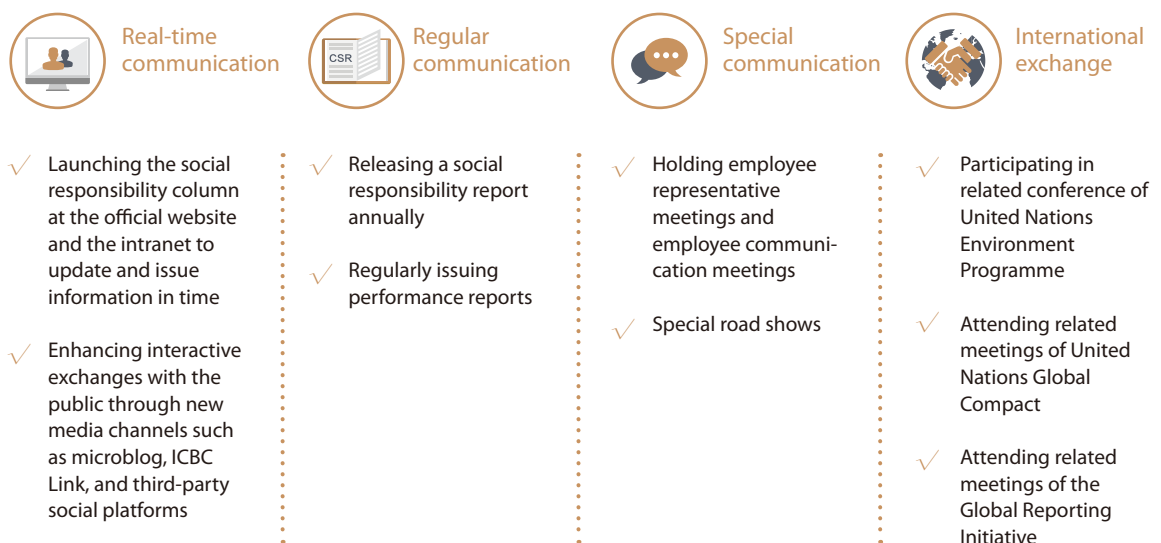 Real-time
communication
Launching the social
responsibility column
at the official website
and the intranet to
update and issue
information in time
Enhancing interactive
exchanges with the
public through new
media channels such
as microblog, ICBC
Link, and third-party
social platforms
CSR
Regular
communication
Releasing a social
responsibility report
annually
Regularly issuing
performance reports
Special
communication
Holding employee
representative
meetings and
employee communi-
cation meetings
Special road shows
International
exchange
Participating in
related conference of
United Nations
Environment
Programme
Attending related
meetings of United
Nations Global
Compact
Attending related
meetings of the
Global Reporting
Initiative